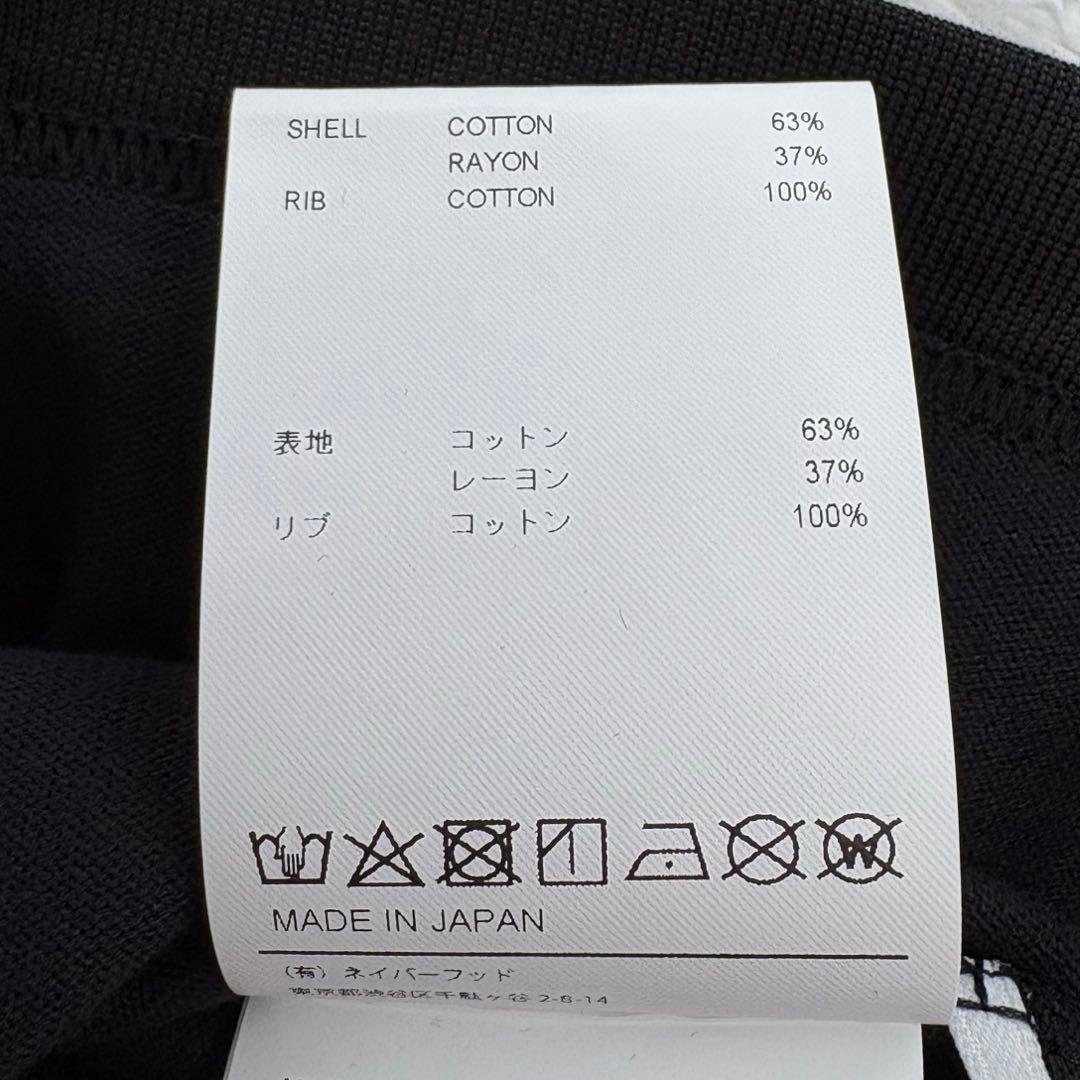 SHELL COTTON 63%
RAYON 37%
RIB COTTON 100%
表地 コットン 63%
レーヨン 37%
リブ コットン 100%
W
MADE IN JAPAN
(有) ネイバーフッド
東京都渋谷区千駄ヶ谷 2-8-14